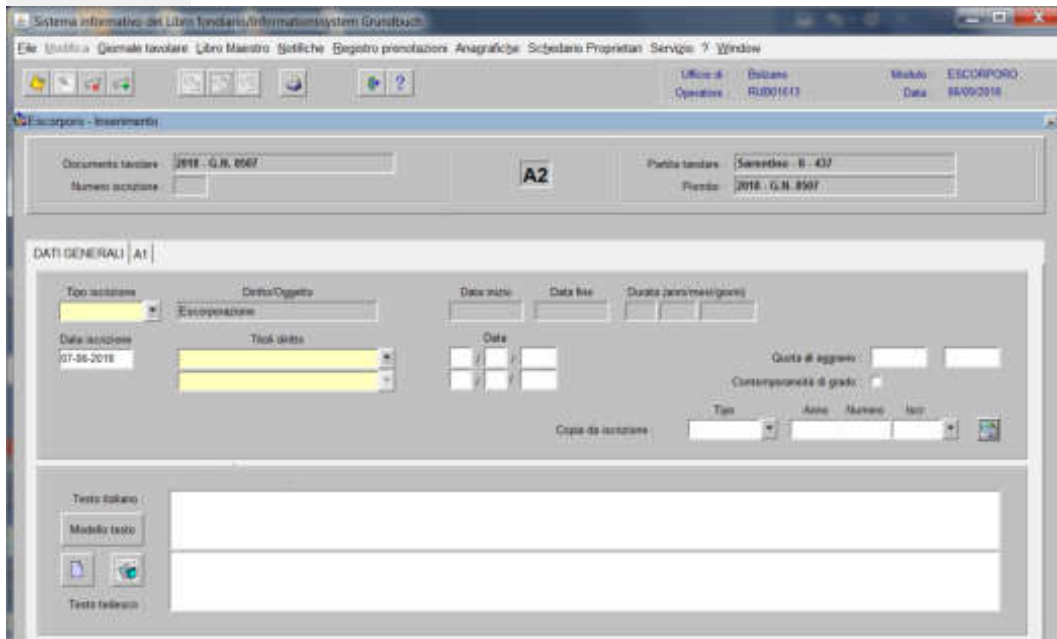 Sistema informativo del Libro fondiario/Informationssystem Grundbuch
File Modifica Giornale tavolare Libro Maestro Notifiche Registro prenotazioni Anagrafiche Schedario Proprietari Servizio ? Window
Ufficio di Bolzano Modulo ESCORPORO
Operatore Data
Escorporo - Inserimento
Documento tavolare 2018 - G.N. 8507 A2 Partita tavolare Sarentino - II - 437
Numero iscrizione Piombo 2018 - G.N. 8507
DATI GENERALI A1
Tipo iscrizione Diritto/Oggetto Data inizio Data fine Durata (anni/mesi/giorni)
Escorporazione
Data iscrizione Titoli diritto Data
07-06-2018 / /
/ /
Quota di aggravio :
Contemporaneità di grado :
Tipo Anno Numero Iscr
Copia da iscrizione :
Testo italiano
Modello testo
Testo tedesco